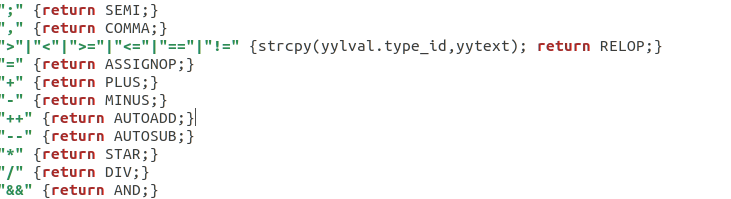 ";" {return SEMI;}
"," {return COMMA;}
">"|"<"|">="|"<="|"=="|"!=" {strcpy(yylval.type_id,yytext); return RELOP;}
"=" {return ASSIGNOP;}
"+" {return PLUS;}
"-" {return MINUS;}
"++" {return AUTOADD;}
"--" {return AUTOSUB;}
"*" {return STAR;}
"/" {return DIV;}
"&&" {return AND;}